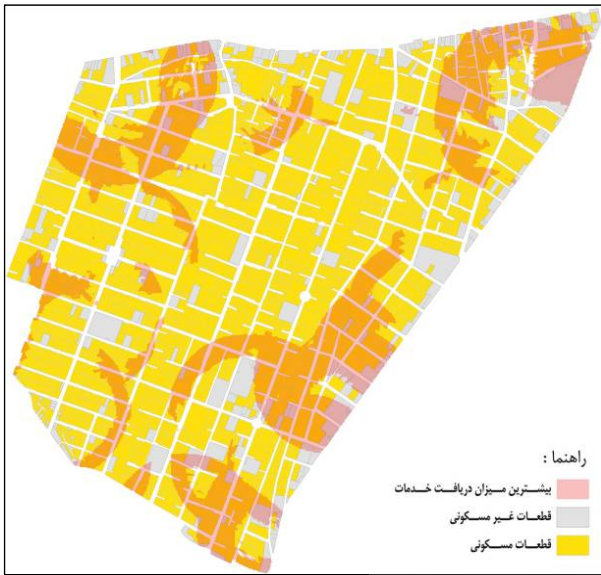 راهنما :
بیشترین میزان دریافت خدمات
قطعات غیر مسکونی
قطعات مسکونی